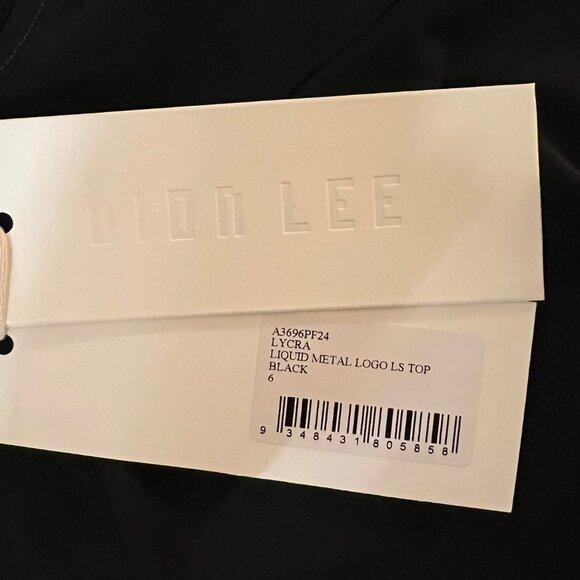 DION LEE
A3696PF24
LYCRA
LIQUID METAL LOGO LS TOP
BLACK
6
9 348431 805858